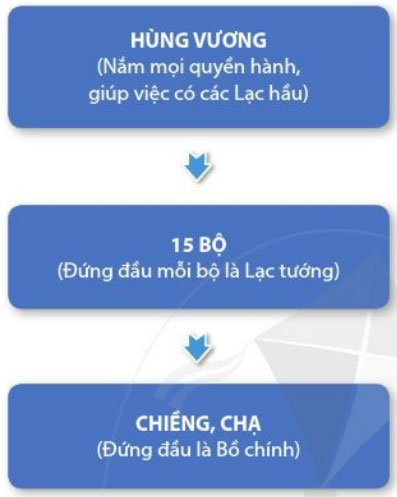 HÙNG VƯƠNG
(Nắm mọi quyền hành,
giúp việc có các Lạc hầu)
15 BỘ
(Đứng đầu mỗi bộ là Lạc tướng)
CHIỀNG, CHẠ
(Đứng đầu là Bồ chính)